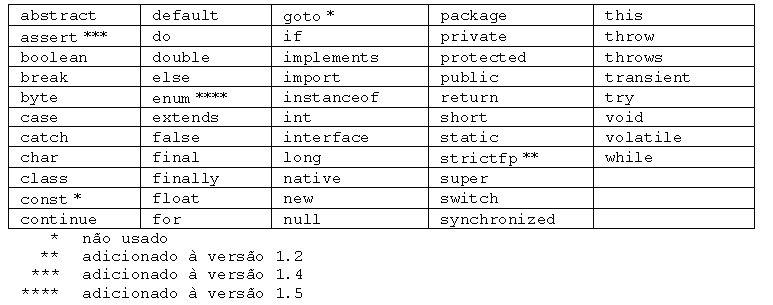 abstract default goto * package this
assert *** do if private throw
boolean double implements protected throws
break else import public transient
byte enum **** instanceof return try
case extends int short void
catch false interface static volatile
char final long strictfp ** while
class finally native super
const * float new switch
continue for null synchronized
* não usado
** adicionado à versão 1.2
*** adicionado à versão 1.4
**** adicionado à versão 1.5